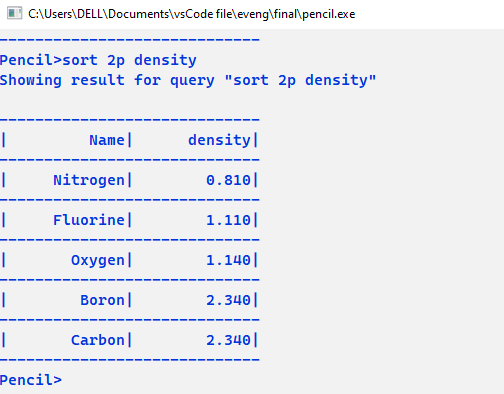 C:\Users\DELL\Documents\vsCode file\eveng\final\pencil.exe
-----------------------------
Pencil>sort 2p density
Showing result for query "sort 2p density"
-----------------------------
|         Name|      density|
-----------------------------
|     Nitrogen|        0.810|
-----------------------------
|     Fluorine|        1.110|
-----------------------------
|       Oxygen|        1.140|
-----------------------------
|        Boron|        2.340|
-----------------------------
|       Carbon|        2.340|
-----------------------------
Pencil>